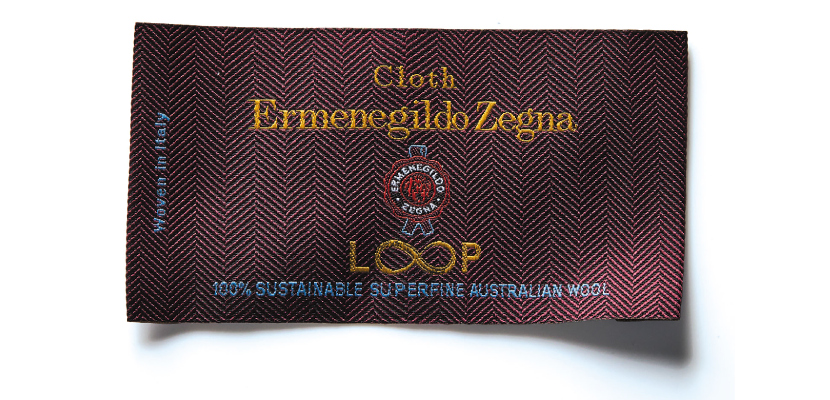 Cloth
Ermenegildo Zegna
ERMENEGILDO
ZEGNA
LOOP
100% SUSTAINABLE SUPERFINE AUSTRALIAN WOOL
Woven in Italy